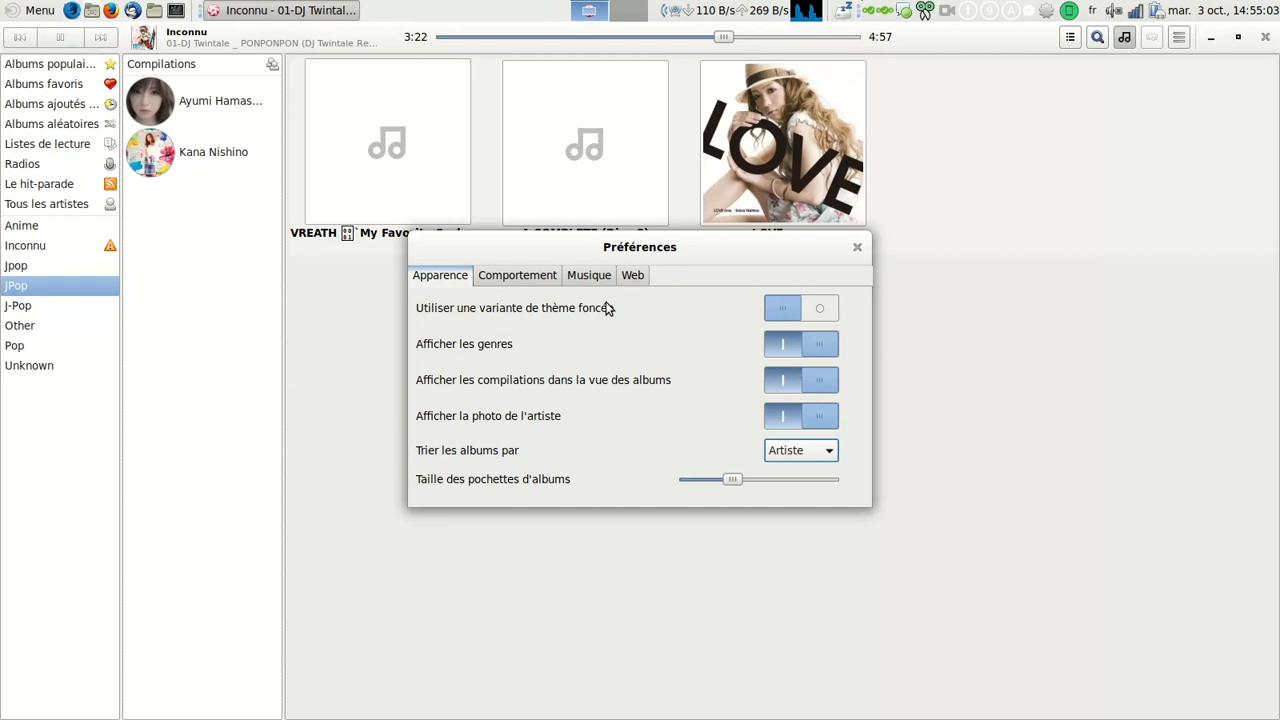 Menu
Inconnu - 01-DJ Twintal...
110 B/s 269 B/s
fr
mar. 3 oct., 14:55:03
Inconnu
01-DJ Twintale _ PONPONPON (DJ Twintale Re...
3:22
4:57
Albums populai...
Albums favoris
Albums ajoutés ...
Albums aléatoires
Listes de lecture
Radios
Le hit-parade
Tous les artistes
Anime
Inconnu
Jpop
JPop
J-Pop
Other
Pop
Unknown
Compilations
Ayumi Hamas...
Kana Nishino
LOVE
VREATH
Préférences
Apparence Comportement Musique Web
Utiliser une variante de thème foncé
Afficher les genres
Afficher les compilations dans la vue des albums
Afficher la photo de l'artiste
Trier les albums par
Artiste
Taille des pochettes d'albums